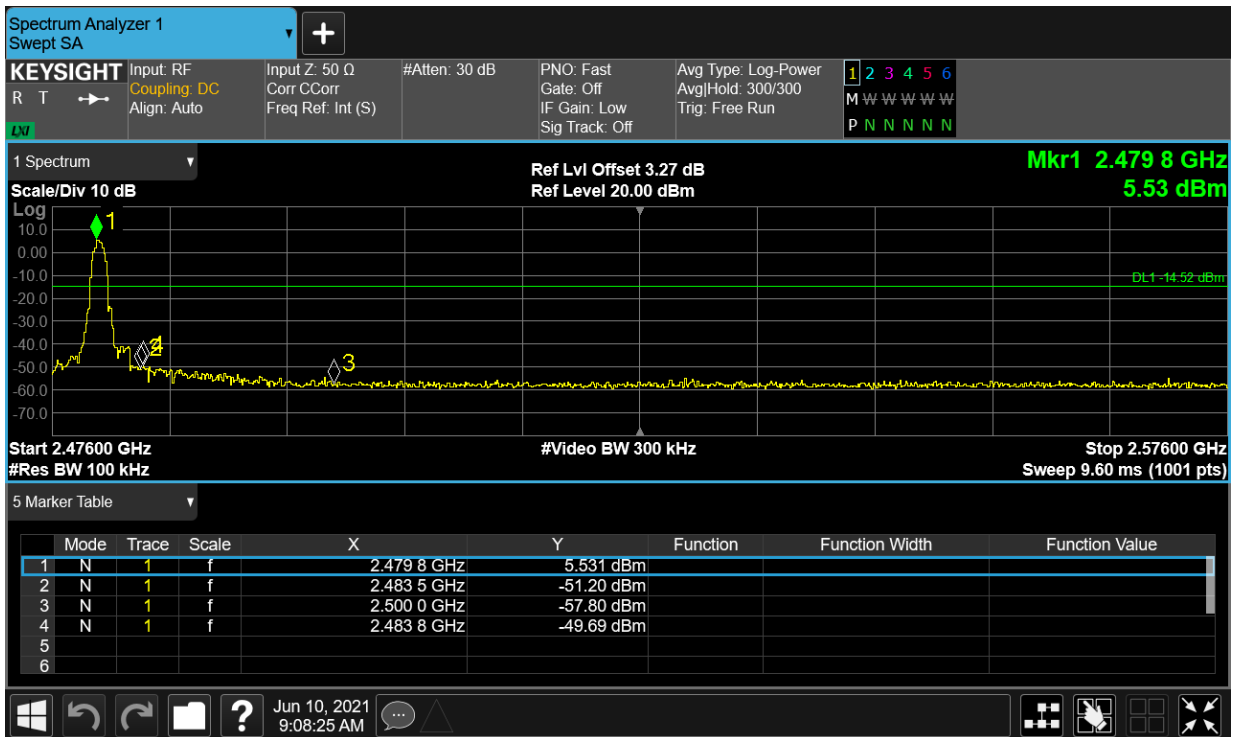 Spectrum Analyzer 1
Swept SA
KEYSIGHT
R T
LXI
Input: RF
Coupling: DC
Align: Auto
Input Z: 50 Ω
Corr CCorr
Freq Ref: Int (S)
#Atten: 30 dB
PNO: Fast
Gate: Off
IF Gain: Low
Sig Track: Off
Avg Type: Log-Power
Avg|Hold: 300/300
Trig: Free Run
1 2 3 4 5 6
M W W W W W W
P N N N N N N
1 Spectrum
Scale/Div 10 dB
Ref Lvl Offset 3.27 dB
Ref Level 20.00 dBm
Mkr1 2.479 8 GHz
5.53 dBm
Log
10.0
0.00
-10.0
-20.0
-30.0
-40.0
-50.0
-60.0
-70.0
1
3
DL1 -14.52 dBm
Start 2.47600 GHz
#Res BW 100 kHz
#Video BW 300 kHz
Stop 2.57600 GHz
Sweep 9.60 ms (1001 pts)
5 Marker Table
Mode Trace Scale X Y Function Function Width Function Value
1 N 1 f 2.479 8 GHz 5.531 dBm
2 N 1 f 2.483 5 GHz -51.20 dBm
3 N 1 f 2.500 0 GHz -57.80 dBm
4 N 1 f 2.483 8 GHz -49.69 dBm
5
6
?
Jun 10, 2021
9:08:25 AM